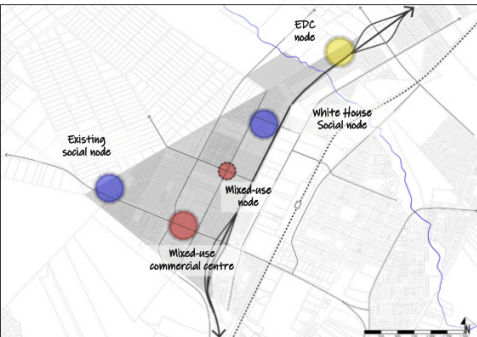 EDC
node
White House
Social node
Existing
social node
Mixed-use
node
Mixed-use
commercial centre
N